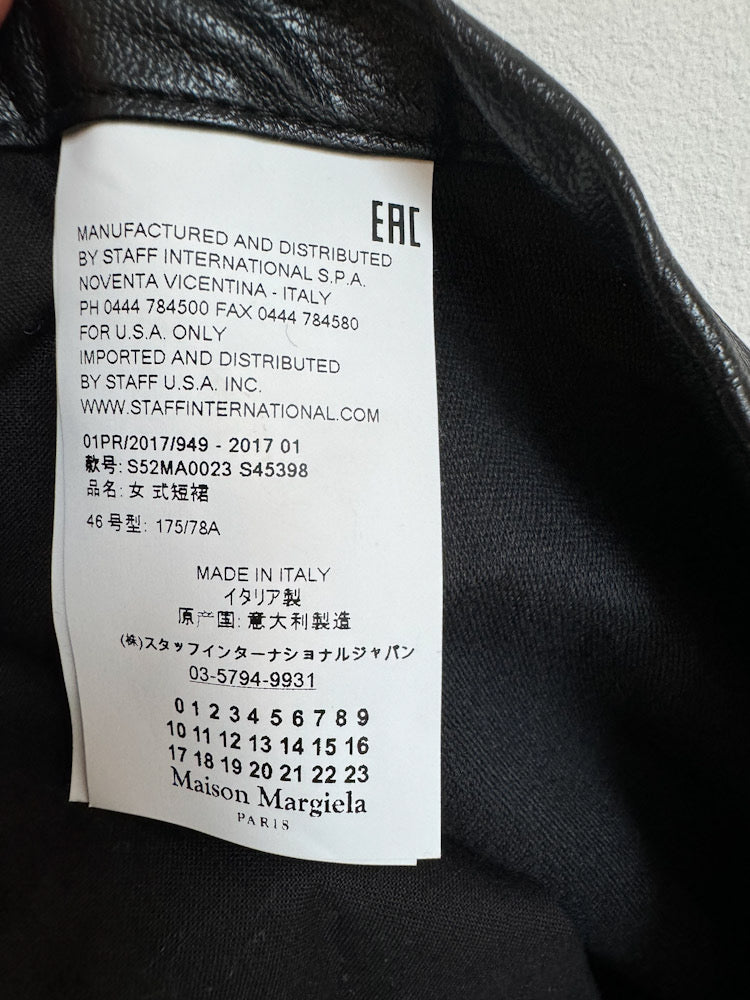 EAC
MANUFACTURED AND DISTRIBUTED
BY STAFF INTERNATIONAL S.P.A.
NOVENTA VICENTINA - ITALY
PH 0444 784500 FAX 0444 784580
FOR U.S.A. ONLY
IMPORTED AND DISTRIBUTED
BY STAFF U.S.A. INC.
WWW.STAFFINTERNATIONAL.COM
01PR/2017/949 - 2017 01
款号: S52MA0023 S45398
品名: 女 式短裙
46 号型: 175/78A
MADE IN ITALY
イタリア製
原产国: 意大利製造
(株)スタッフインターナショナルジャパン
03-5794-9931
0 1 2 3 4 5 6 7 8 9
10 11 12 13 14 15 16
17 18 19 20 21 22 23
Maison Margiela
PARIS